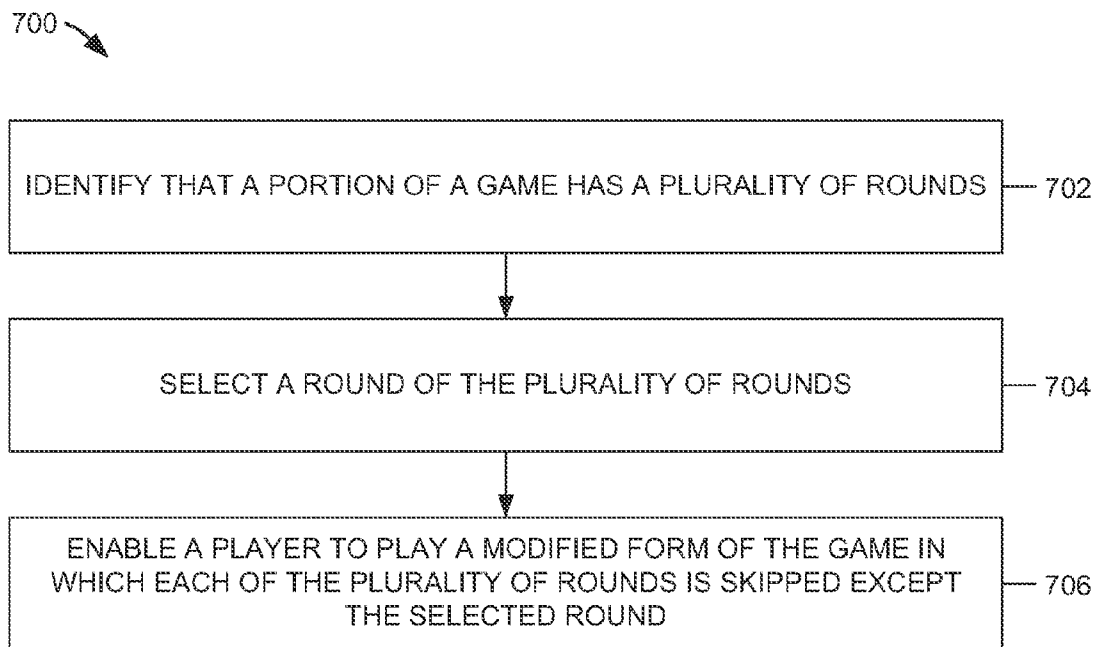 700
IDENTIFY THAT A PORTION OF A GAME HAS A PLURALITY OF ROUNDS
702
SELECT A ROUND OF THE PLURALITY OF ROUNDS
704
ENABLE A PLAYER TO PLAY A MODIFIED FORM OF THE GAME IN
WHICH EACH OF THE PLURALITY OF ROUNDS IS SKIPPED EXCEPT
THE SELECTED ROUND
706